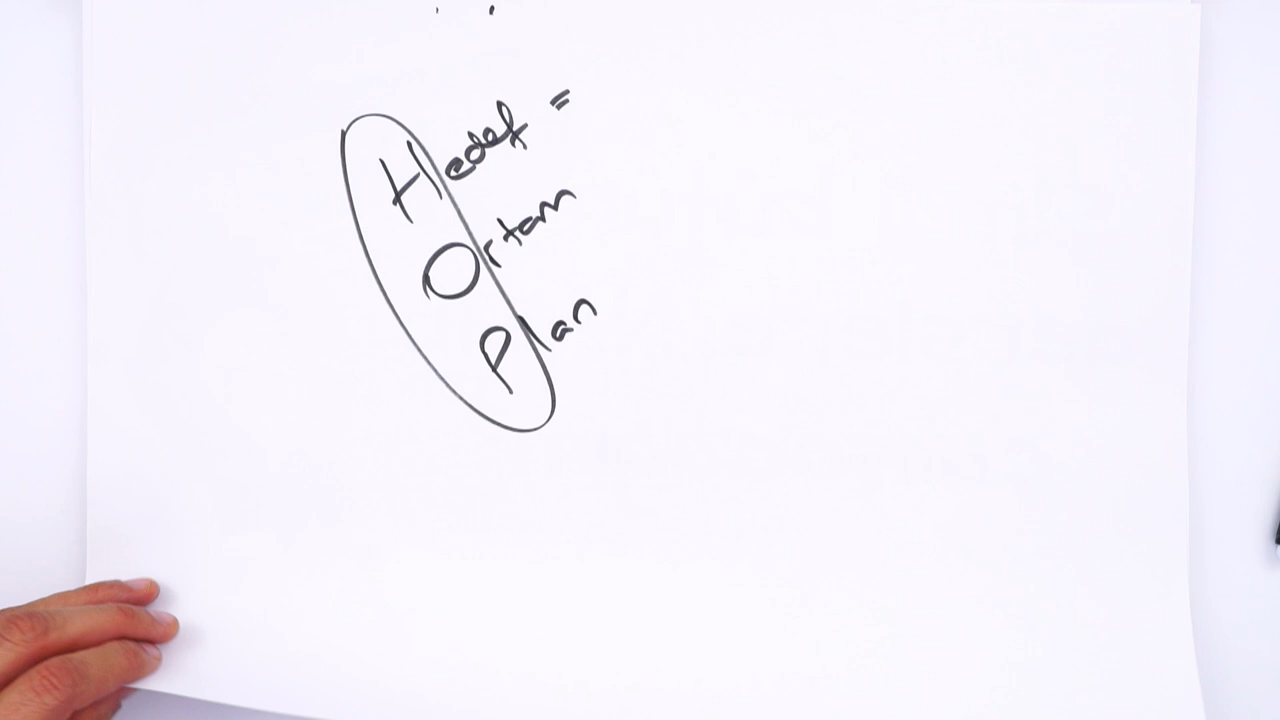 Hedef =
Ortam
Plan